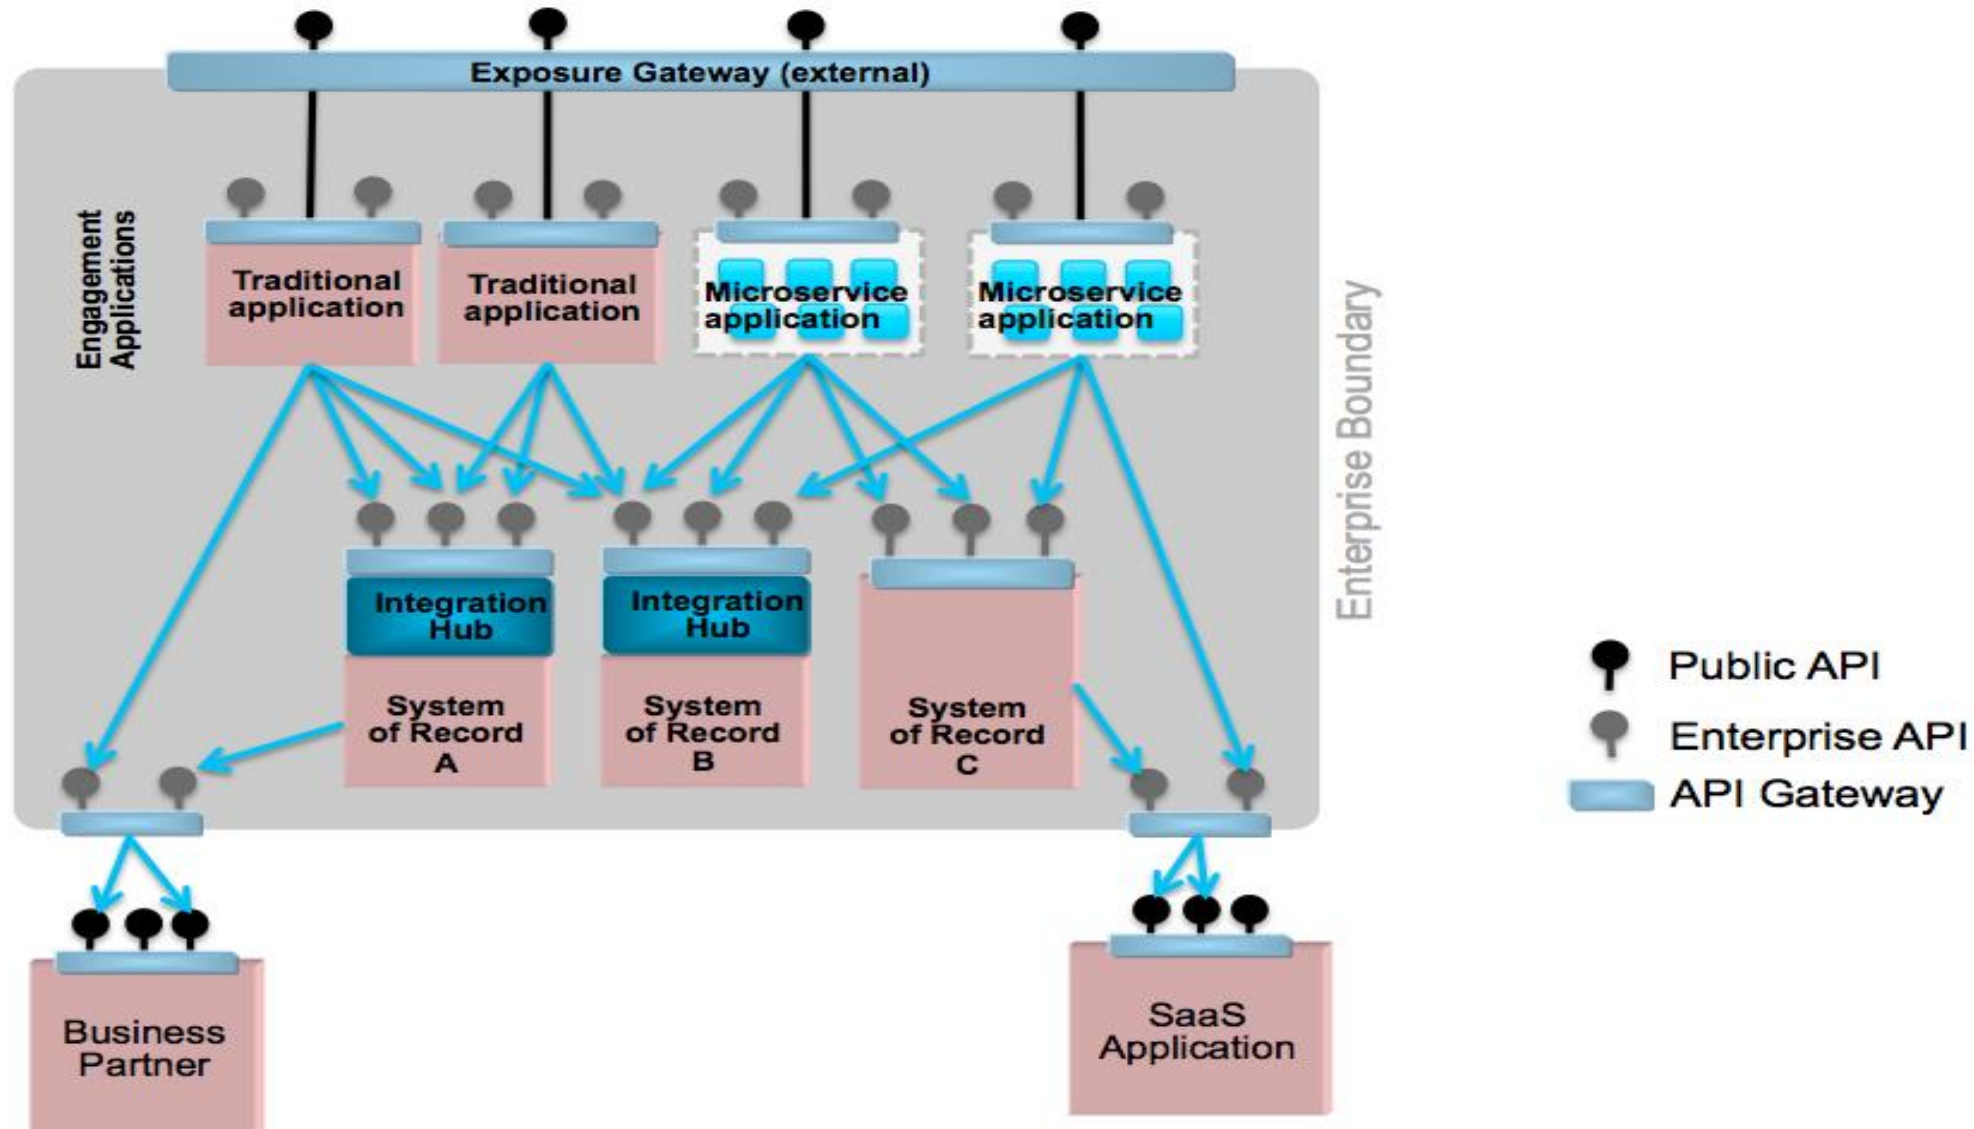 Exposure Gateway (external)
Engagement
Applications
Traditional
application
Traditional
application
Microservice
application
Microservice
application
Enterprise Boundary
Integration
Hub
Integration
Hub
System
of Record
A
System
of Record
B
System
of Record
C
Public API
Enterprise API
API Gateway
Business
Partner
SaaS
Application